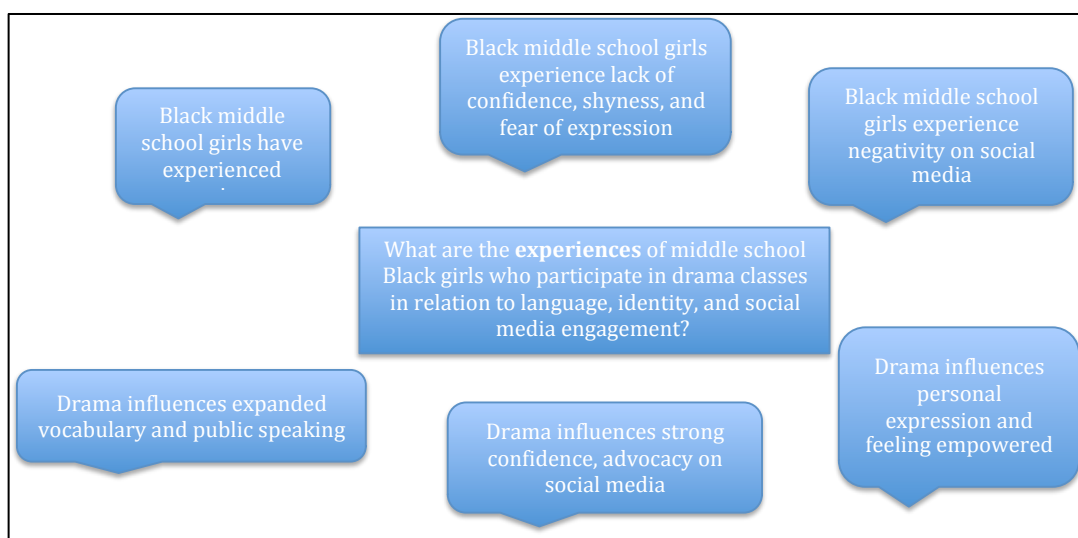 Black middle school girls
experience lack of
confidence, shyness, and
fear of expression
Black middle
school girls have
experienced
Black middle school
girls experience
negativity on social
media
What are the experiences of middle school
Black girls who participate in drama classes
in relation to language, identity, and social
media engagement?
Drama influences expanded
vocabulary and public speaking
Drama influences strong
confidence, advocacy on
social media
Drama influences
personal
expression and
feeling empowered